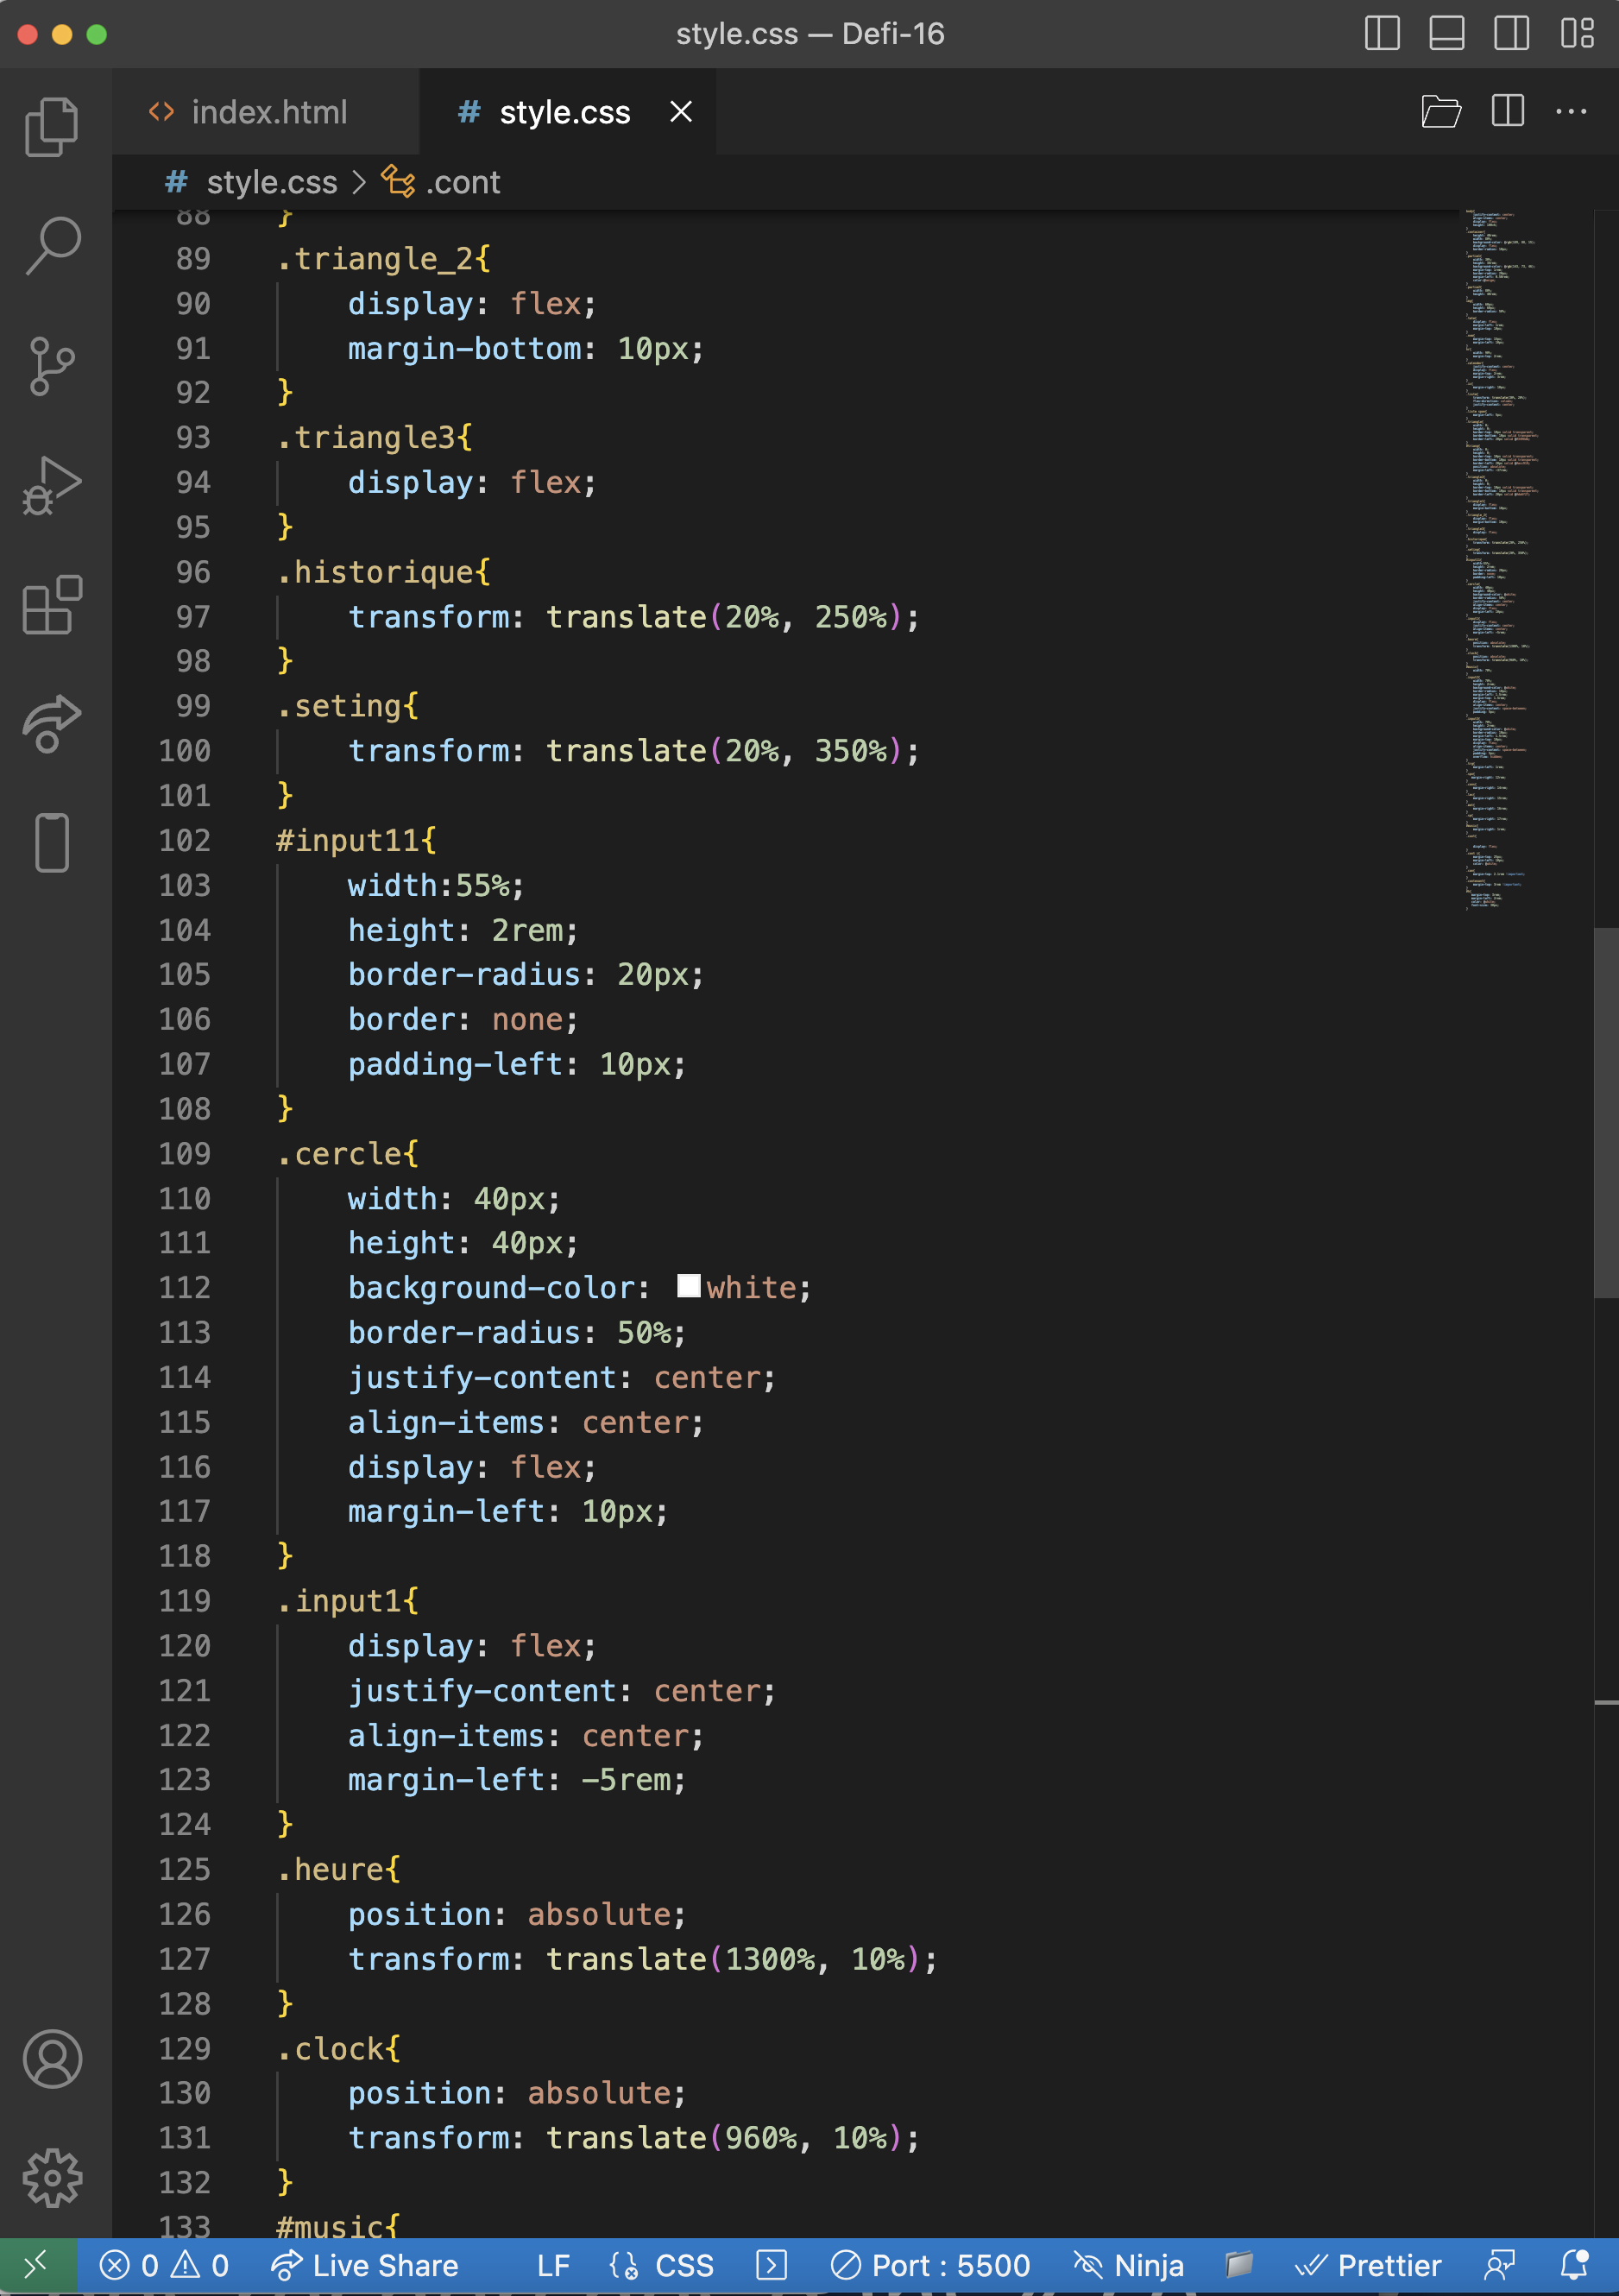 style.css — Defi-16
index.html
style.css
style.css > .cont
88 }
89 .triangle_2{
90 display: flex;
91 margin-bottom: 10px;
92 }
93 .triangle3{
94 display: flex;
95 }
96 .historique{
97 transform: translate(20%, 250%);
98 }
99 .seting{
100 transform: translate(20%, 350%);
101 }
102 #input11{
103 width:55%;
104 height: 2rem;
105 border-radius: 20px;
106 border: none;
107 padding-left: 10px;
108 }
109 .cercle{
110 width: 40px;
111 height: 40px;
112 background-color: white;
113 border-radius: 50%;
114 justify-content: center;
115 align-items: center;
116 display: flex;
117 margin-left: 10px;
118 }
119 .input1{
120 display: flex;
121 justify-content: center;
122 align-items: center;
123 margin-left: -5rem;
124 }
125 .heure{
126 position: absolute;
127 transform: translate(1300%, 10%);
128 }
129 .clock{
130 position: absolute;
131 transform: translate(960%, 10%);
132 }
133 #music{
0 0 Live Share LF CSS Port : 5500 Ninja Prettier